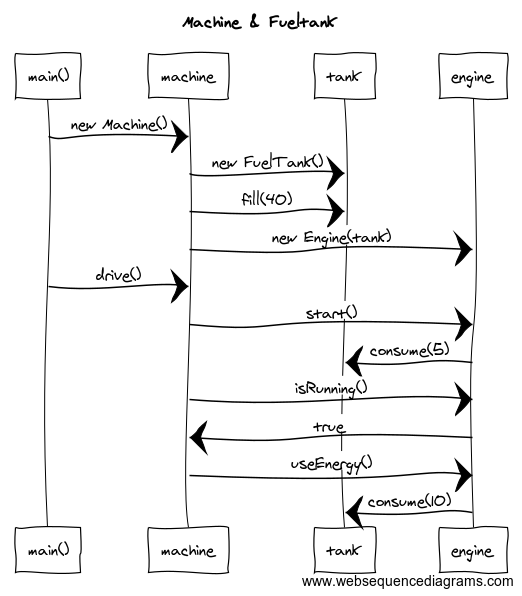 Machine & Fueltank
main() machine tank engine
new Machine()
new FuelTank()
fill(40)
new Engine(tank)
drive()
start()
consume(5)
isRunning()
true
useEnergy()
consume(10)
main() machine tank engine
www.websequencediagrams.com